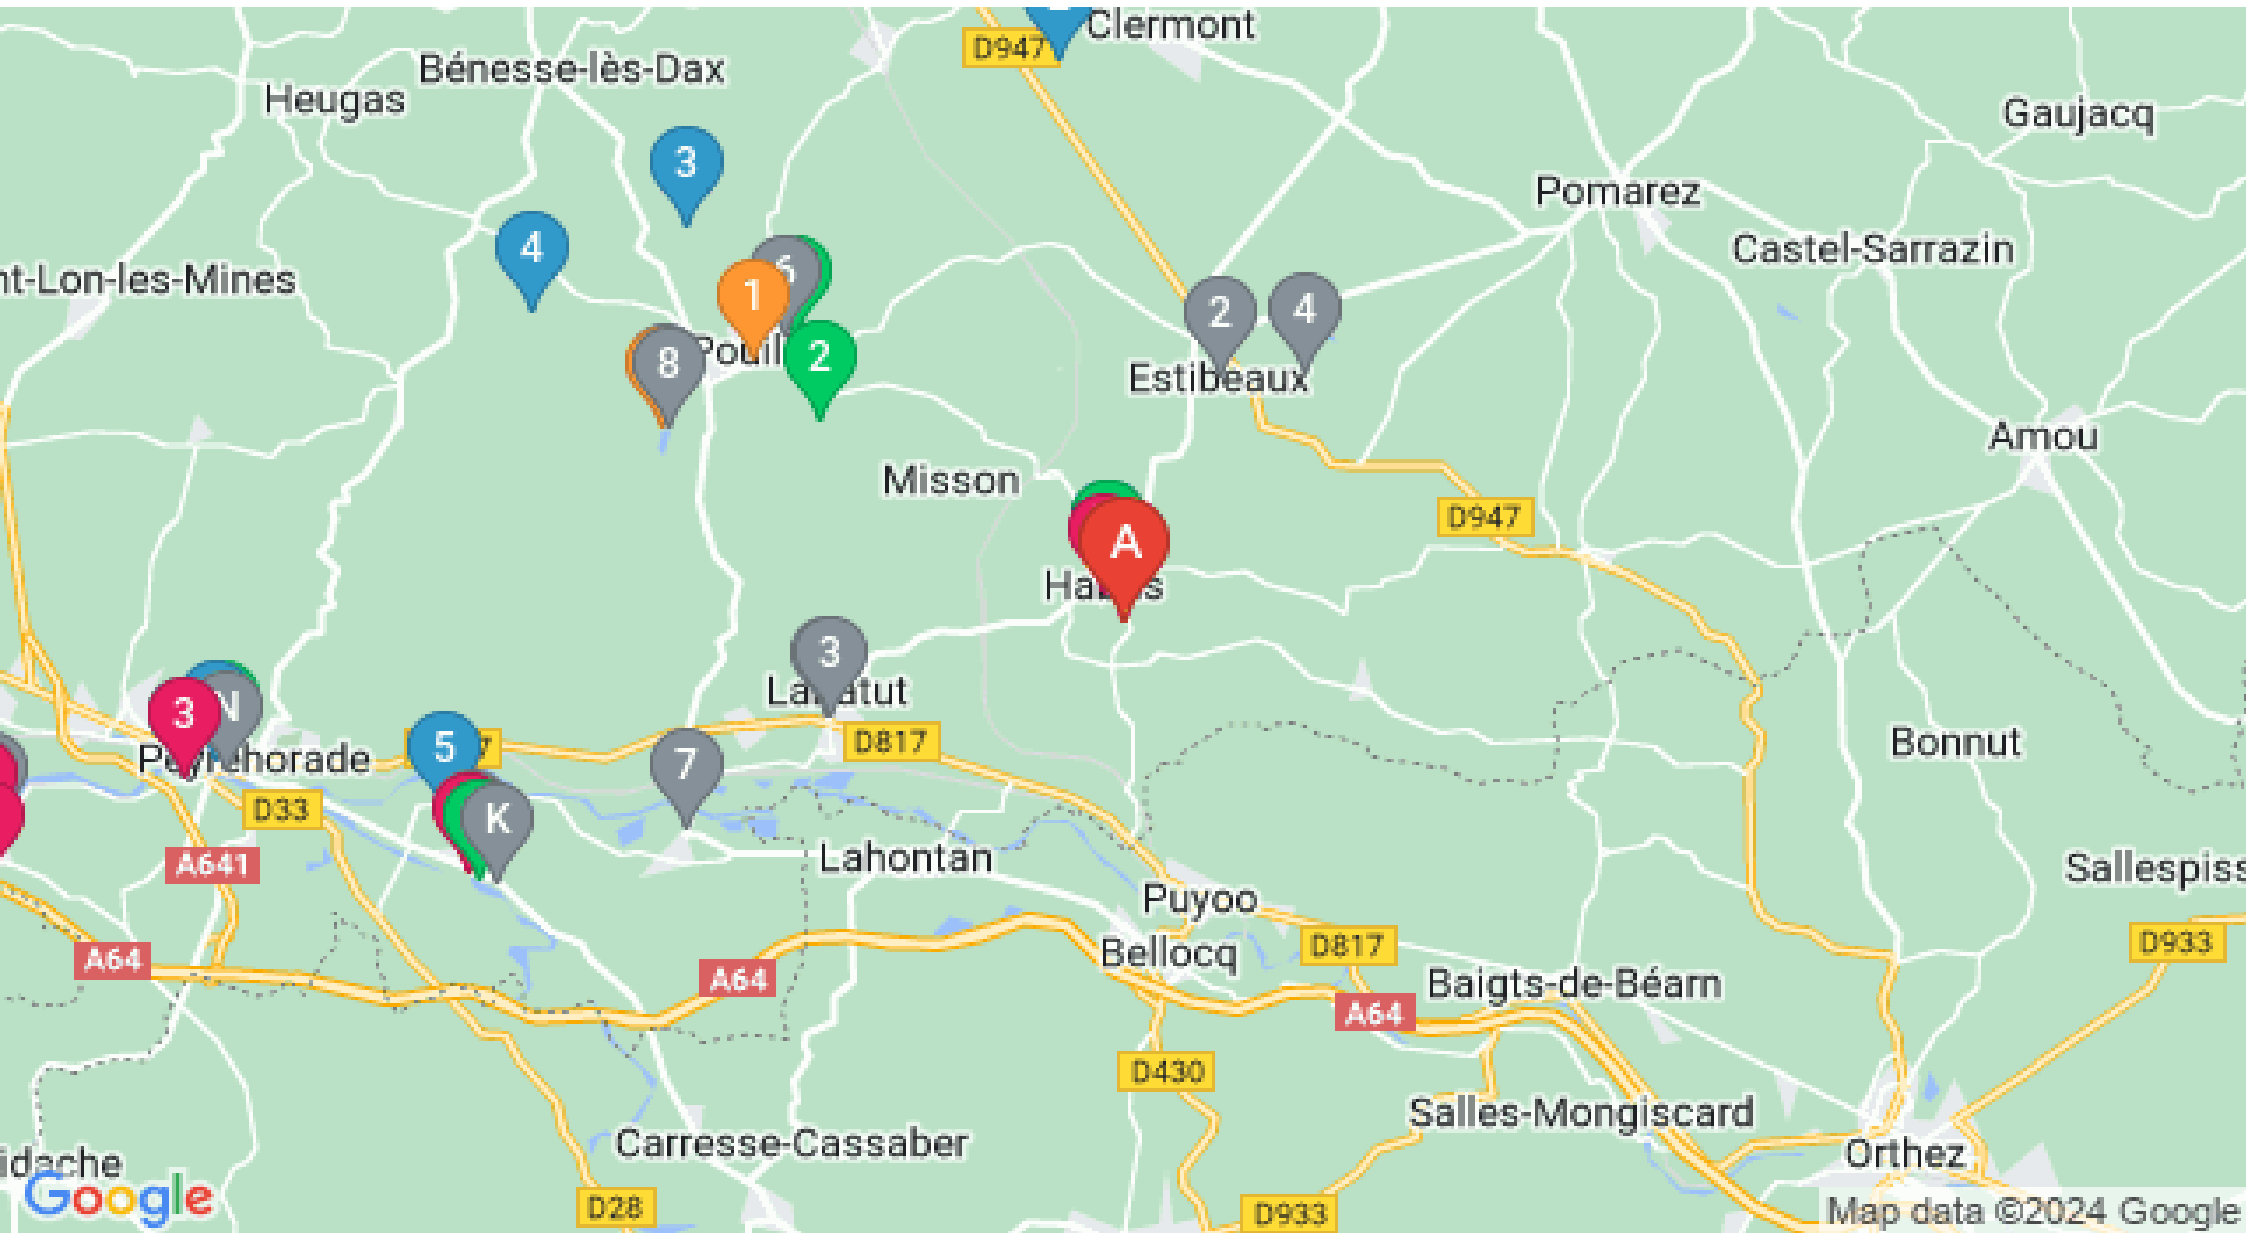 Clermont
D947
Bénesse-lès-Dax
Heugas
Gaujacq
3
Pomarez
4
Castel-Sarrazin
nt-Lon-les-Mines
6
1
2
4
8
2
Estibeaux
Amou
Misson
D947
A
3
N
3
Peyrehorade
5
D817
Bonnut
7
D33
K
A641
Lahontan
Sallespiss
Puyoo
Bellocq
D817
D933
A64
A64
Baigts-de-Béarn
A64
D430
Salles-Mongiscard
Carresse-Cassaber
Orthez
idache
Google
D28
D933
Map data ©2024 Google